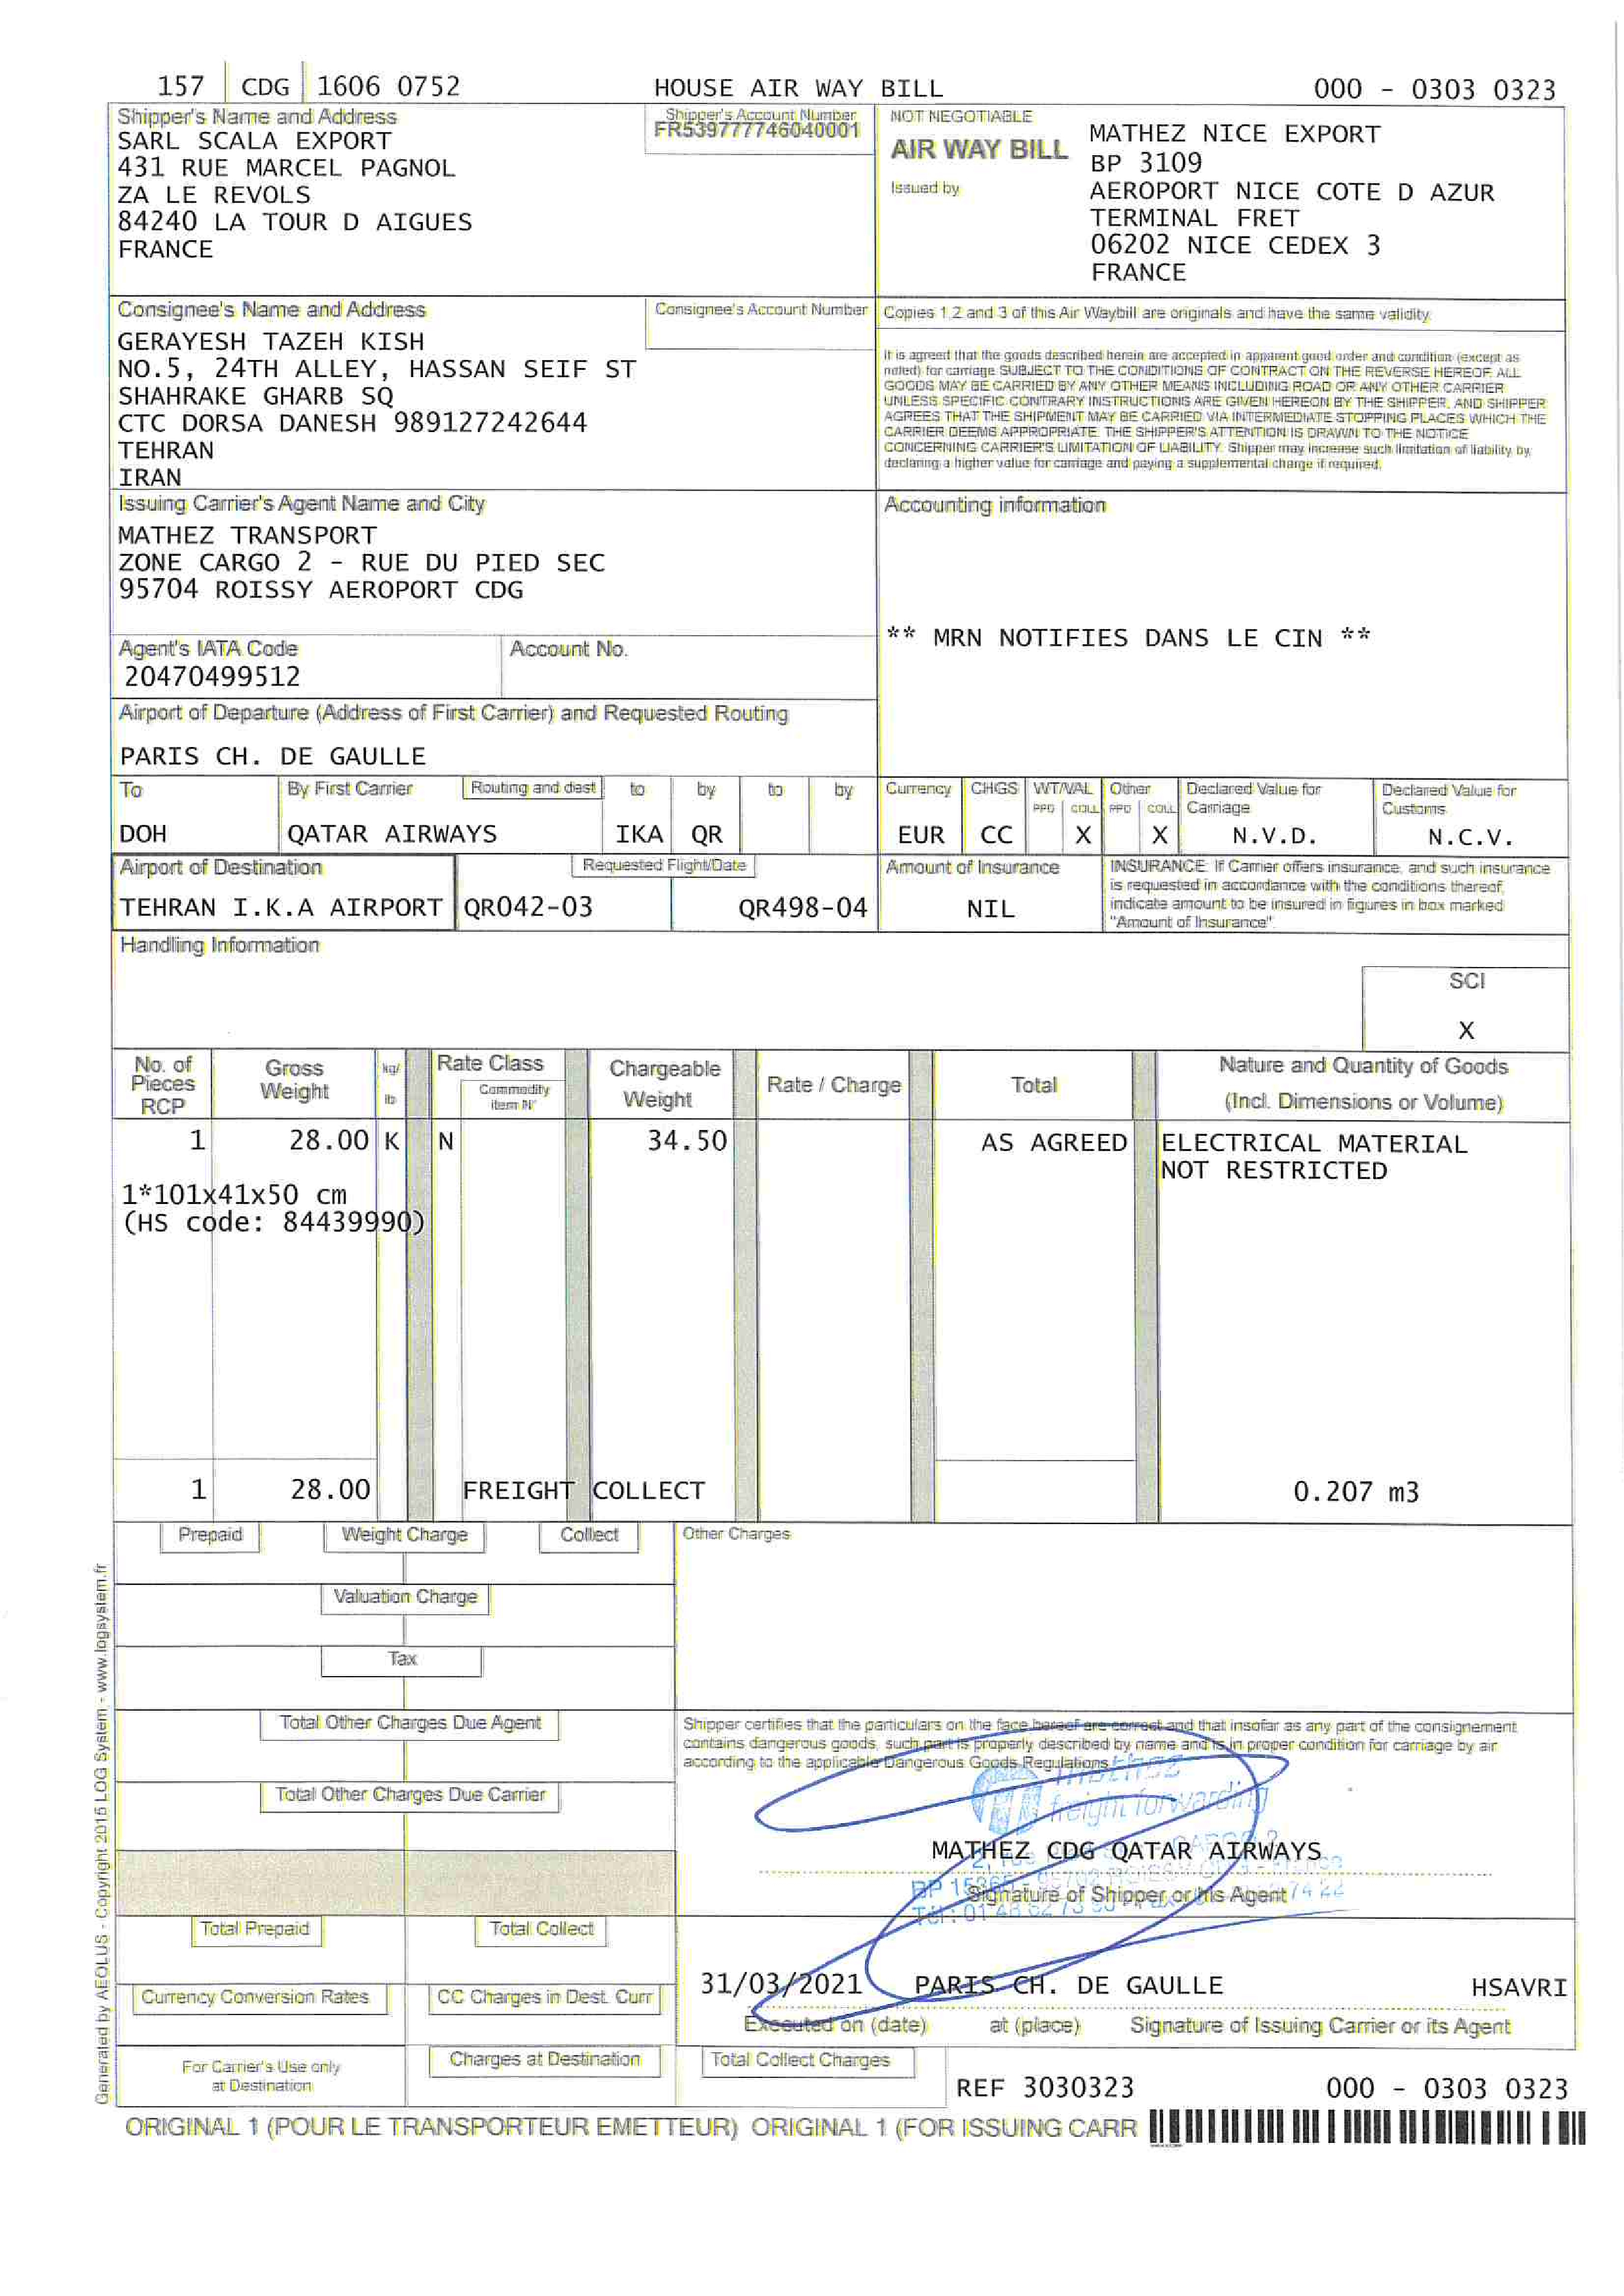 157 CDG 1606 0752 HOUSE AIR WAY BILL 000 - 0303 0323
Shipper's Name and Address
SARL SCALA EXPORT
431 RUE MARCEL PAGNOL
ZA LE REVOLS
84240 LA TOUR D AIGUES
FRANCE
Shipper's Account Number
FR539777746040001
NOT NEGOTIABLE
AIR WAY BILL
Issued by
MATHEZ NICE EXPORT
BP 3109
AEROPORT NICE COTE D AZUR
TERMINAL FRET
06202 NICE CEDEX 3
FRANCE
Consignee's Name and Address
GERAYESH TAZEH KISH
NO.5, 24TH ALLEY, HASSAN SEIF ST
SHAHRAKE GHARB SQ
CTC DORSA DANESH 989127242644
TEHRAN
IRAN
Consignee's Account Number
Copies 1,2 and 3 of this Air Waybill are originals and have the same validity.
It is agreed that the goods described herein are accepted in apparent good order and condition (except as
noted) for carriage SUBJECT TO THE CONDITIONS OF CONTRACT ON THE REVERSE HEREOF. ALL
GOODS MAY BE CARRIED BY ANY OTHER MEANS INCLUDING ROAD OR ANY OTHER CARRIER
UNLESS SPECIFIC CONTRARY INSTRUCTIONS ARE GIVEN HEREON BY THE SHIPPER, AND SHIPPER
AGREES THAT THE SHIPMENT MAY BE CARRIED VIA INTERMEDIATE STOPPING PLACES WHICH THE
CARRIER DEEMS APPROPRIATE. THE SHIPPER'S ATTENTION IS DRAWN TO THE NOTICE
CONCERNING CARRIER'S LIMITATION OF LIABILITY. Shipper may increase such limitation of liability by
declaring a higher value for carriage and paying a supplemental charge if required.
Issuing Carrier's Agent Name and City
MATHEZ TRANSPORT
ZONE CARGO 2 - RUE DU PIED SEC
95704 ROISSY AEROPORT CDG
Accounting information
** MRN NOTIFIES DANS LE CIN **
Agent's IATA Code
20470499512
Account No.
Airport of Departure (Address of First Carrier) and Requested Routing
PARIS CH. DE GAULLE
To By First Carrier Routing and dest to by to by Currency CHGS WT/VAL Other Declared Value for Carriage Declared Value for Customs
PPD COLL PPD COLL
DOH QATAR AIRWAYS IKA QR EUR CC X X N.V.D. N.C.V.
Airport of Destination Requested Flight/Date Amount of Insurance
TEHRAN I.K.A AIRPORT QR042-03 QR498-04 NIL
INSURANCE: If Carrier offers insurance, and such insurance
is requested in accordance with the conditions thereof,
indicate amount to be insured in figures in box marked
"Amount of Insurance".
Handling Information
SCI
X
No. of Pieces RCP Gross Weight kg/ lb Rate Class Commodity item N° Chargeable Weight Rate / Charge Total Nature and Quantity of Goods (Incl. Dimensions or Volume)
1 28.00 K N 34.50 AS AGREED ELECTRICAL MATERIAL
NOT RESTRICTED
1*101x41x50 cm
(HS code: 84439990)
1 28.00 FREIGHT COLLECT 0.207 m3
Prepaid Weight Charge Collect Other Charges
Valuation Charge
Tax
Total Other Charges Due Agent
Shipper certifies that the particulars on the face hereof are correct and that insofar as any part of the consignement
contains dangerous goods, such part is properly described by name and is in proper condition for carriage by air
according to the applicable Dangerous Goods Regulations
Total Other Charges Due Carrier
mathez
freight forwarding
MATHEZ CDG QATAR AIRWAYS
Signature of Shipper or his Agent
Total Prepaid Total Collect
31/03/2021 PARIS CH. DE GAULLE HSAVRI
Currency Conversion Rates CC Charges in Dest. Curr
Executed on (date) at (place) Signature of Issuing Carrier or its Agent
For Carrier's Use only
at Destination
Charges at Destination Total Collect Charges
REF 3030323 000 - 0303 0323
ORIGINAL 1 (POUR LE TRANSPORTEUR EMETTEUR) ORIGINAL 1 (FOR ISSUING CARR
Generated by AEOLUS - Copyright 2016 LOG System - www.logsystem.fr